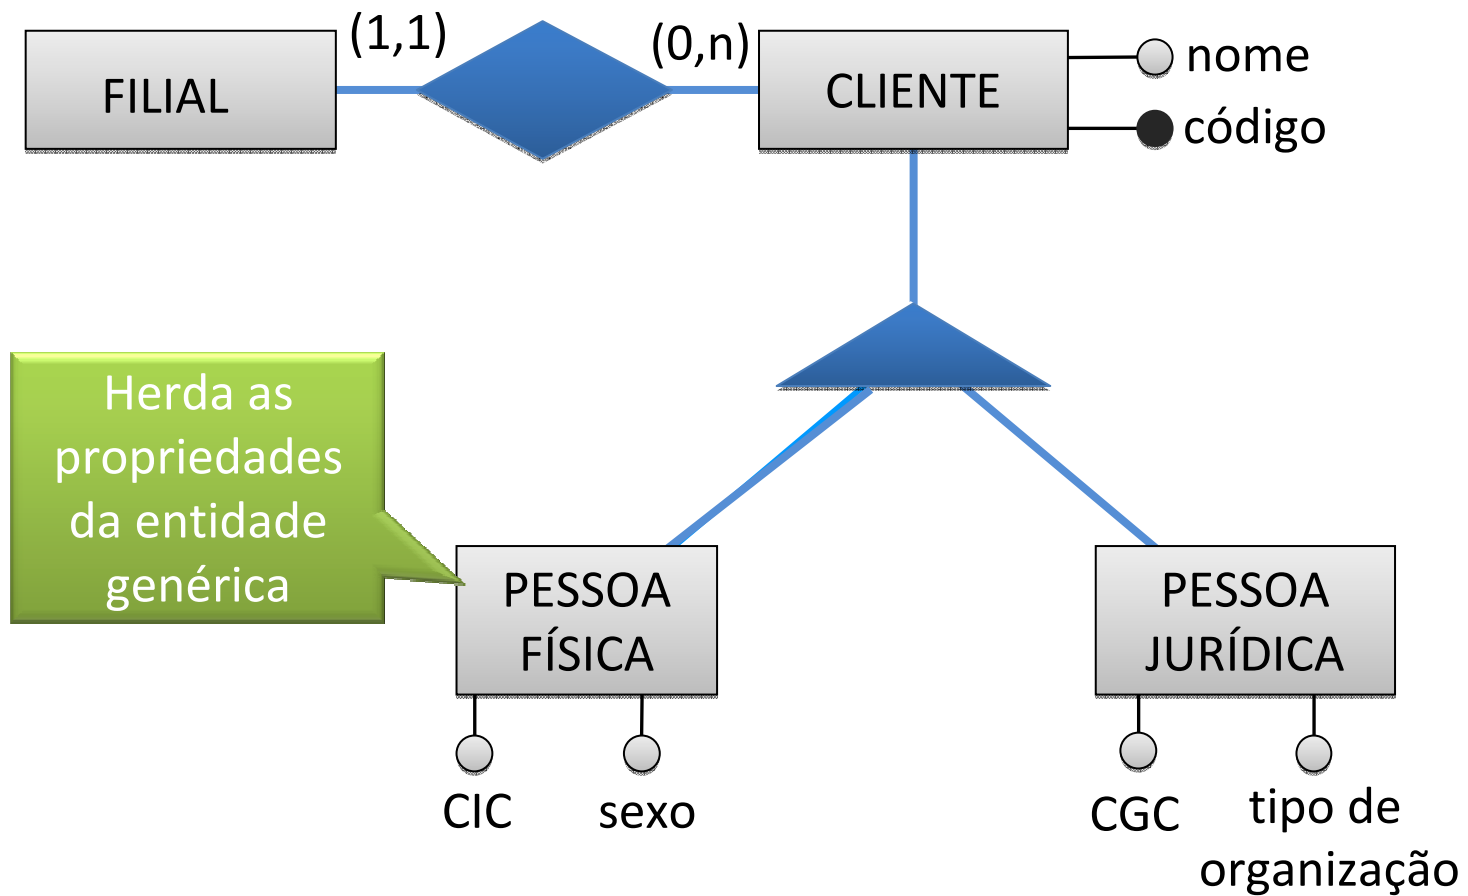 FILIAL
(1,1)
(0,n)
CLIENTE
nome
código
Herda as
propriedades
da entidade
genérica
PESSOA
FÍSICA
PESSOA
JURÍDICA
CIC
sexo
CGC
tipo de
organização